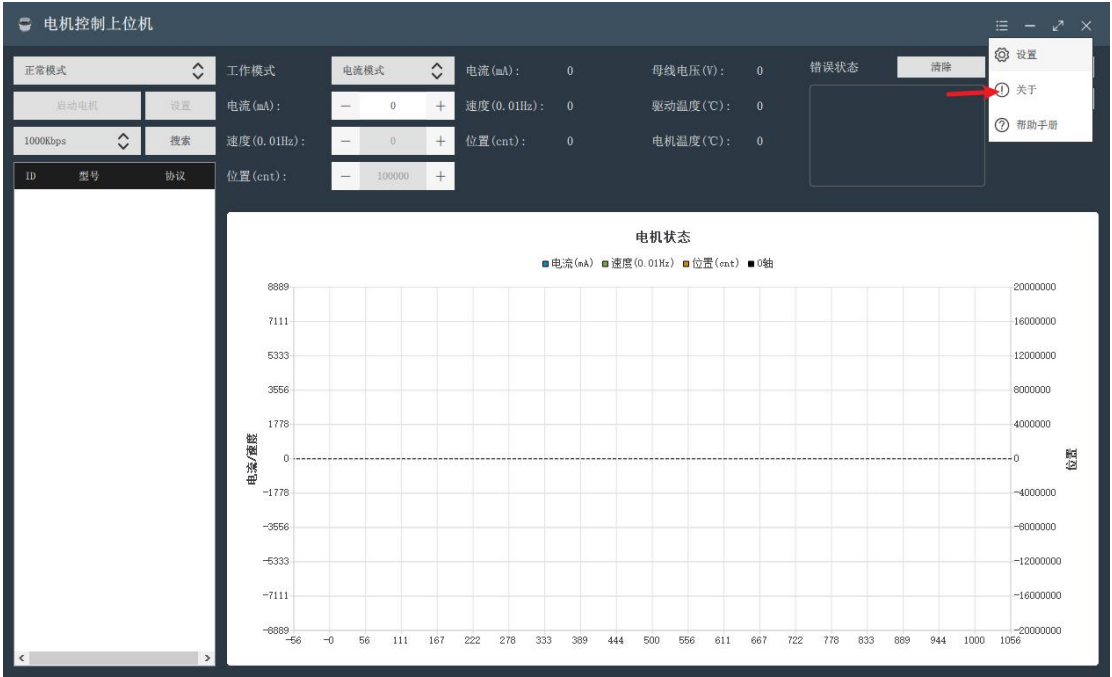 电机控制上位机
正常模式
启动电机 设置
1000Kbps 搜索
ID 型号 协议
工作模式 电流模式
电流(mA): 0
速度(0.01Hz): 0
位置(cnt): 100000
电流(mA): 0
速度(0.01Hz): 0
位置(cnt): 0
母线电压(V): 0
驱动温度(℃): 0
电机温度(℃): 0
错误状态 清除
设置
关于
帮助手册
电机状态
电流(mA) 速度(0.01Hz) 位置(cnt) 0轴
8889
7111
5333
3556
1778
0
-1778
-3556
-5333
-7111
-8889
电流/速度
20000000
16000000
12000000
8000000
4000000
0
-4000000
-8000000
-12000000
-16000000
-20000000
位置
-56 -0 56 111 167 222 278 333 389 444 500 556 611 667 722 778 833 889 944 1000 1056